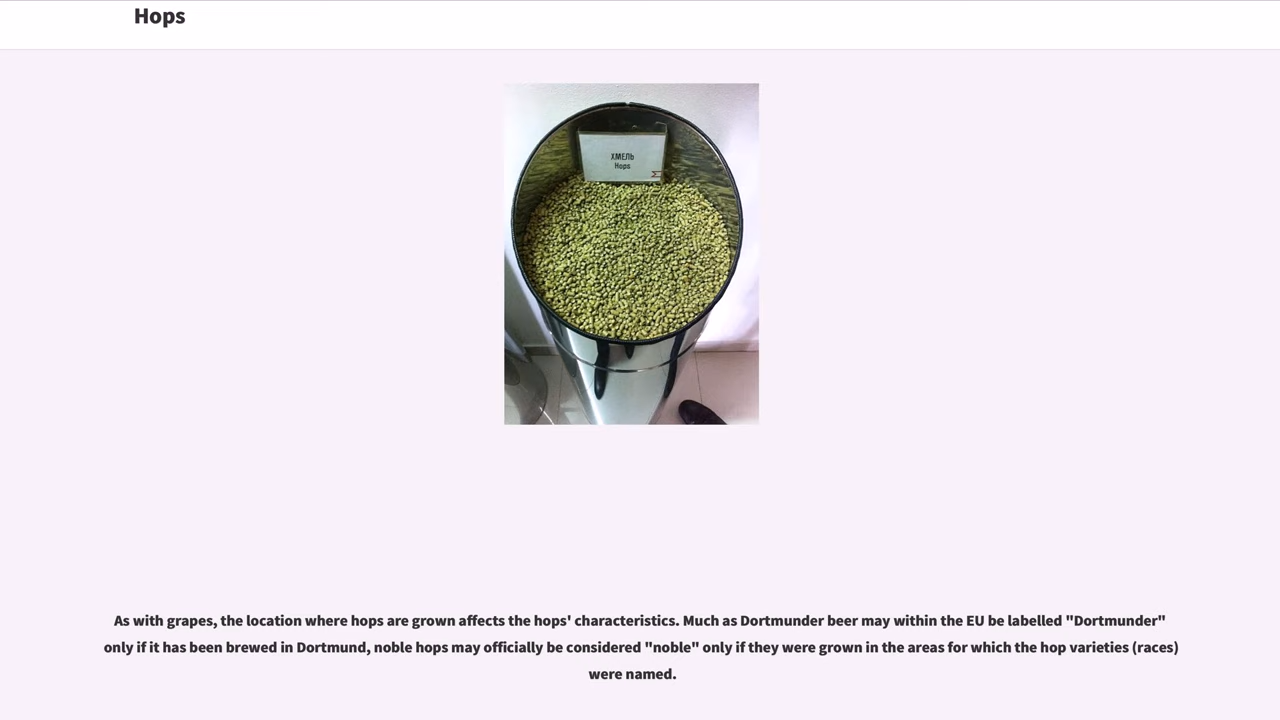 Hops
ХМЕЛЬ
Hops
As with grapes, the location where hops are grown affects the hops' characteristics. Much as Dortmunder beer may within the EU be labelled "Dortmunder"
only if it has been brewed in Dortmund, noble hops may officially be considered "noble" only if they were grown in the areas for which the hop varieties (races)
were named.